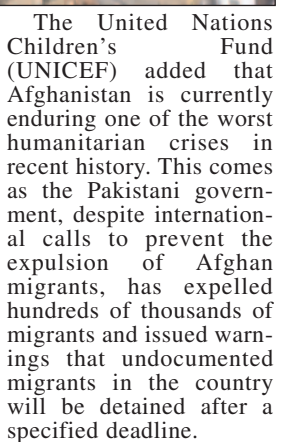 The United Nations
Children's Fund
(UNICEF) added that
Afghanistan is currently
enduring one of the worst
humanitarian crises in
recent history. This comes
as the Pakistani govern-
ment, despite internation-
al calls to prevent the
expulsion of Afghan
migrants, has expelled
hundreds of thousands of
migrants and issued warn-
ings that undocumented
migrants in the country
will be detained after a
specified deadline.